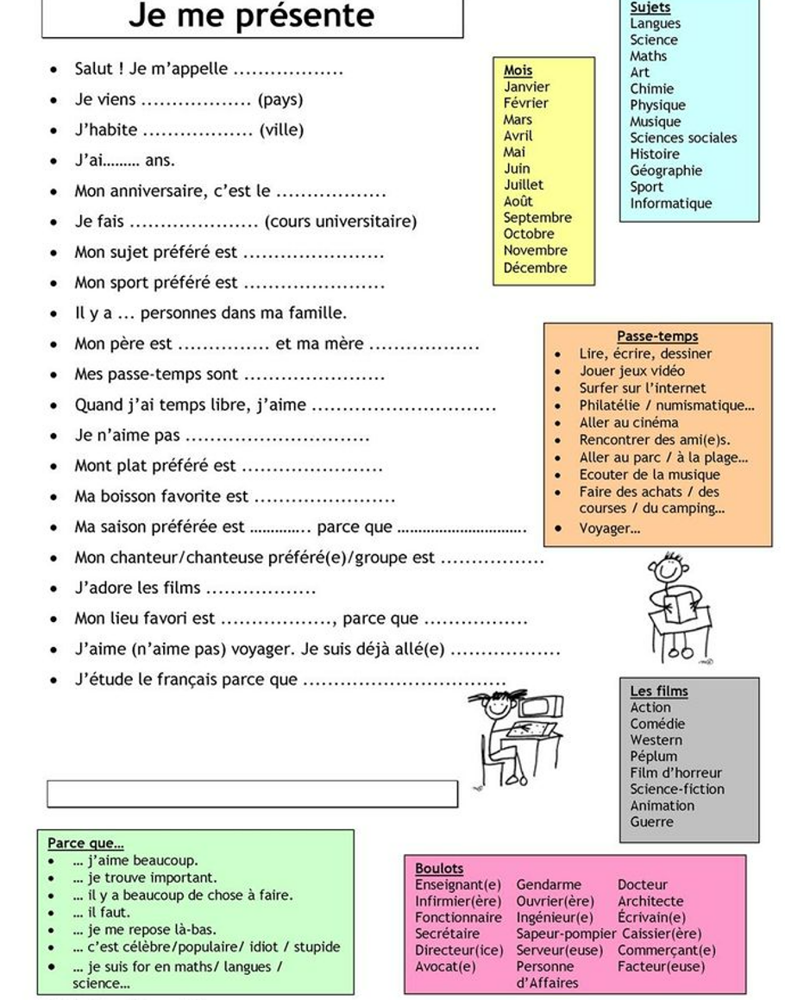 Je me présente
• Salut ! Je m’appelle ..................
• Je viens .................. (pays)
• J’habite .................. (ville)
• J’ai……… ans.
• Mon anniversaire, c’est le ..................
• Je fais ..................... (cours universitaire)
• Mon sujet préféré est .......................
• Mon sport préféré est .......................
• Il y a ... personnes dans ma famille.
• Mon père est ............... et ma mère ..................
• Mes passe-temps sont .......................
• Quand j’ai temps libre, j’aime ..............................
• Je n’aime pas ..............................
• Mont plat préféré est .......................
• Ma boisson favorite est .......................
• Ma saison préférée est ………….. parce que …………………………….
• Mon chanteur/chanteuse préféré(e)/groupe est .................
• J’adore les films ..................
• Mon lieu favori est .................., parce que .................
• J’aime (n’aime pas) voyager. Je suis déjà allé(e) ..................
• J’étude le français parce que .................................
Mois
Janvier
Février
Mars
Avril
Mai
Juin
Juillet
Août
Septembre
Octobre
Novembre
Décembre
Sujets
Langues
Science
Maths
Art
Chimie
Physique
Musique
Sciences sociales
Histoire
Géographie
Sport
Informatique
Passe-temps
• Lire, écrire, dessiner
• Jouer jeux vidéo
• Surfer sur l’internet
• Philatélie / numismatique…
• Aller au cinéma
• Rencontrer des ami(e)s.
• Aller au parc / à la plage…
• Ecouter de la musique
• Faire des achats / des
courses / du camping…
• Voyager…
Les films
Action
Comédie
Western
Péplum
Film d’horreur
Science-fiction
Animation
Guerre
Parce que…
• … j’aime beaucoup.
• … je trouve important.
• … il y a beaucoup de chose à faire.
• … il faut.
• … je me repose là-bas.
• … c’est célèbre/populaire/ idiot / stupide
• … je suis for en maths/ langues /
science…
Boulots
Enseignant(e) Gendarme Docteur
Infirmier(ère) Ouvrier(ère) Architecte
Fonctionnaire Ingénieur(e) Écrivain(e)
Secrétaire Sapeur-pompier Caissier(ère)
Directeur(ice) Serveur(euse) Commerçant(e)
Avocat(e) Personne Facteur(euse)
d’Affaires